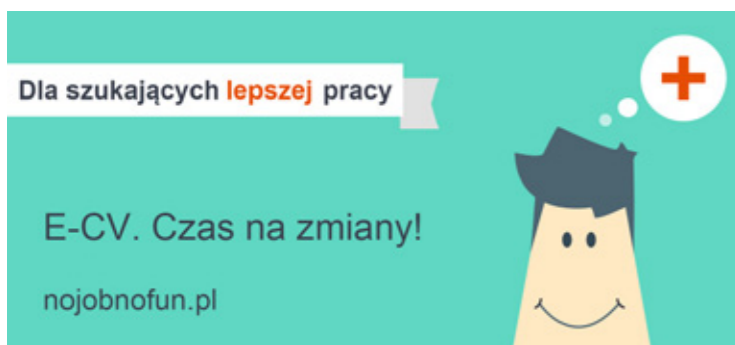 Dla szukających lepszej pracy
E-CV. Czas na zmiany!
nojobnofun.pl